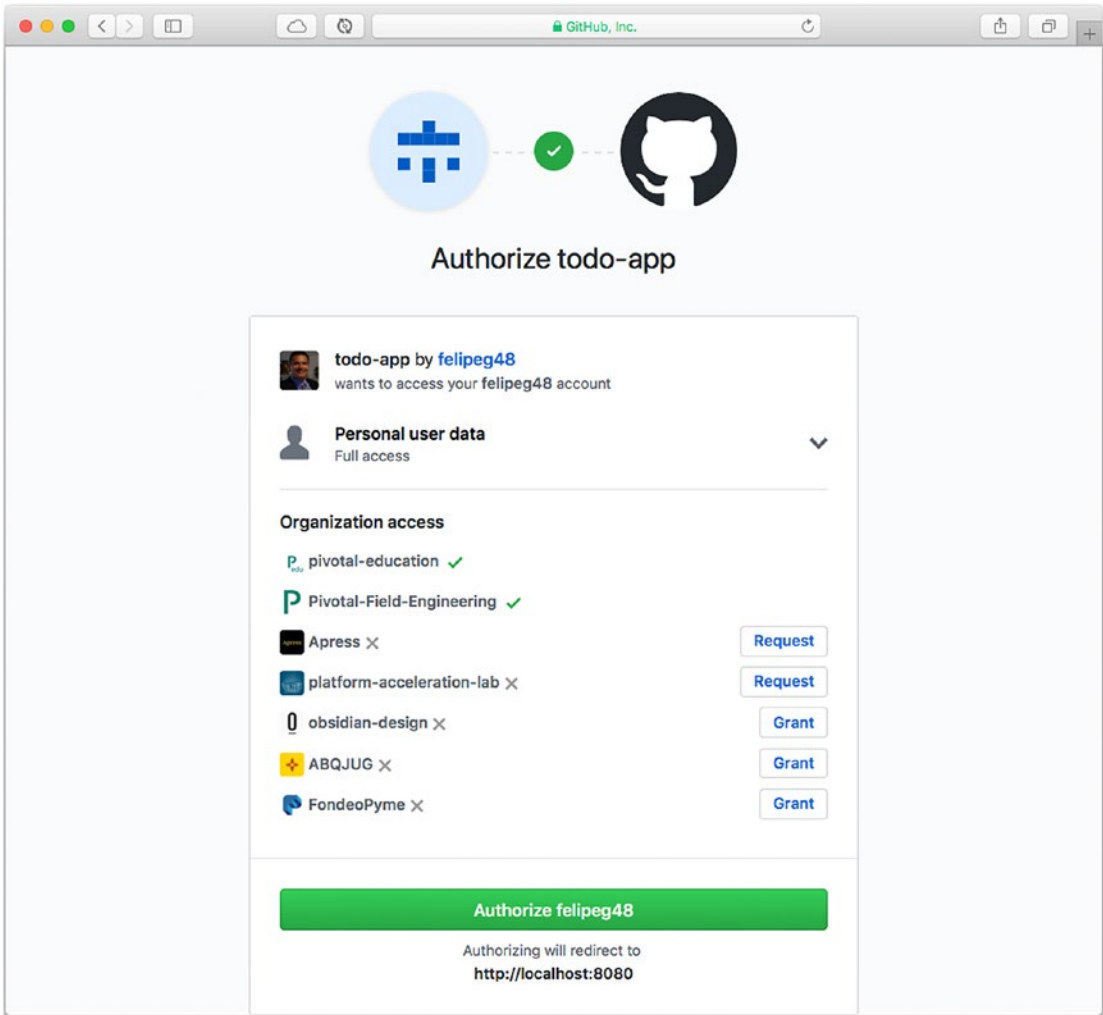 GitHub, Inc.
Authorize todo-app
todo-app by felipeg48
wants to access your felipeg48 account
Personal user data
Full access
Organization access
pivotal-education
Pivotal-Field-Engineering
Apress
Request
platform-acceleration-lab
Request
obsidian-design
Grant
ABQJUG
Grant
FondeoPyme
Grant
Authorize felipeg48
Authorizing will redirect to
http://localhost:8080